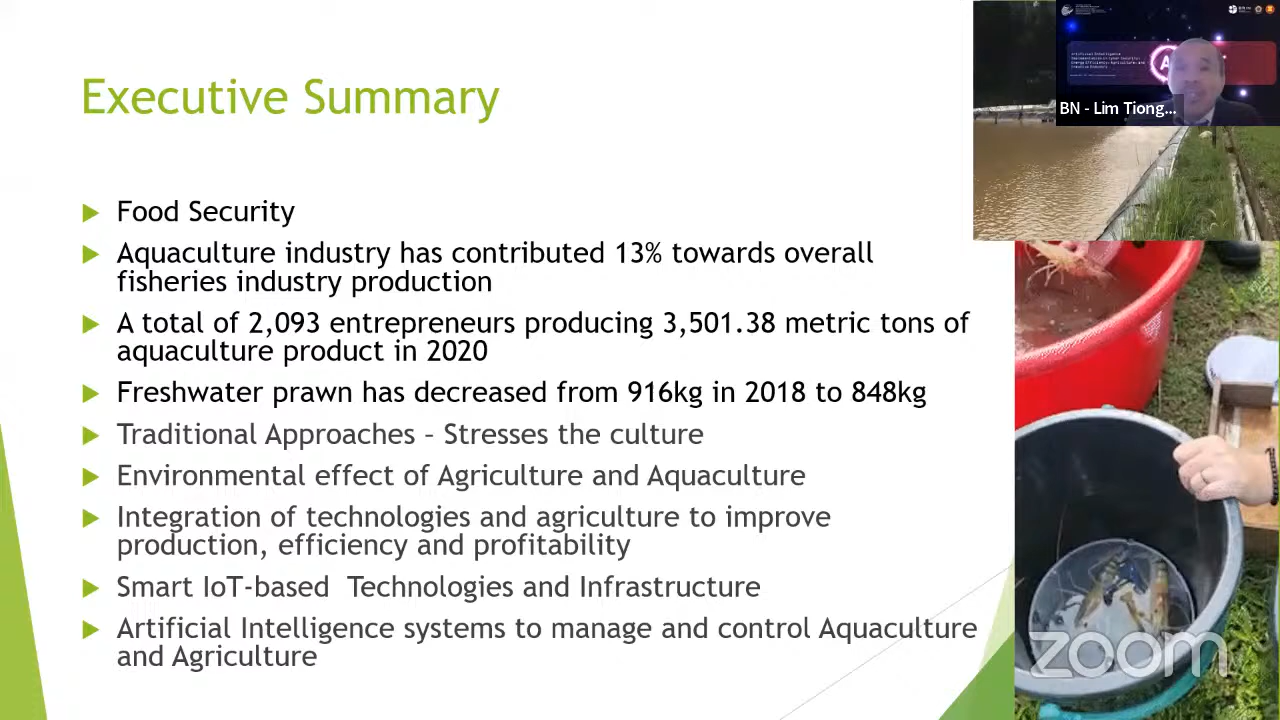 Executive Summary
Food Security
Aquaculture industry has contributed 13% towards overall
fisheries industry production
A total of 2,093 entrepreneurs producing 3,501.38 metric tons of
aquaculture product in 2020
Freshwater prawn has decreased from 916kg in 2018 to 848kg
Traditional Approaches – Stresses the culture
Environmental effect of Agriculture and Aquaculture
Integration of technologies and agriculture to improve
production, efficiency and profitability
Smart IoT-based  Technologies and Infrastructure
Artificial Intelligence systems to manage and control Aquaculture
and Agriculture
BN - Lim Tiong...
zoom